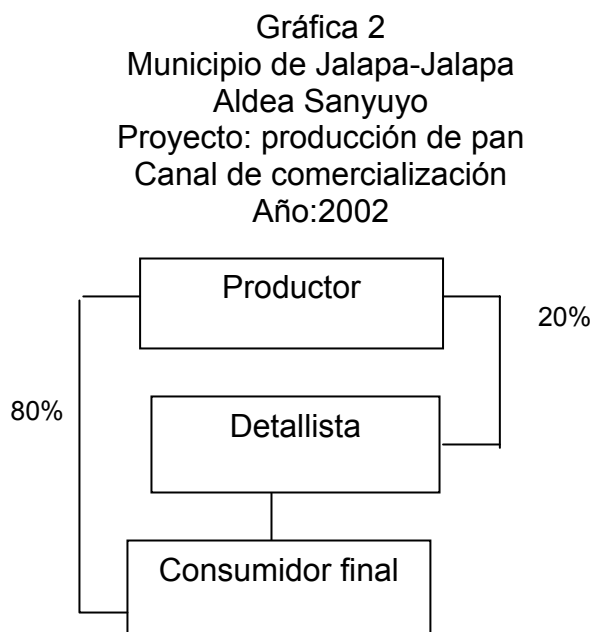 Gráfica 2
Municipio de Jalapa-Jalapa
Aldea Sanyuyo
Proyecto: producción de pan
Canal de comercialización
Año:2002
Productor
20%
80%
Detallista
Consumidor final